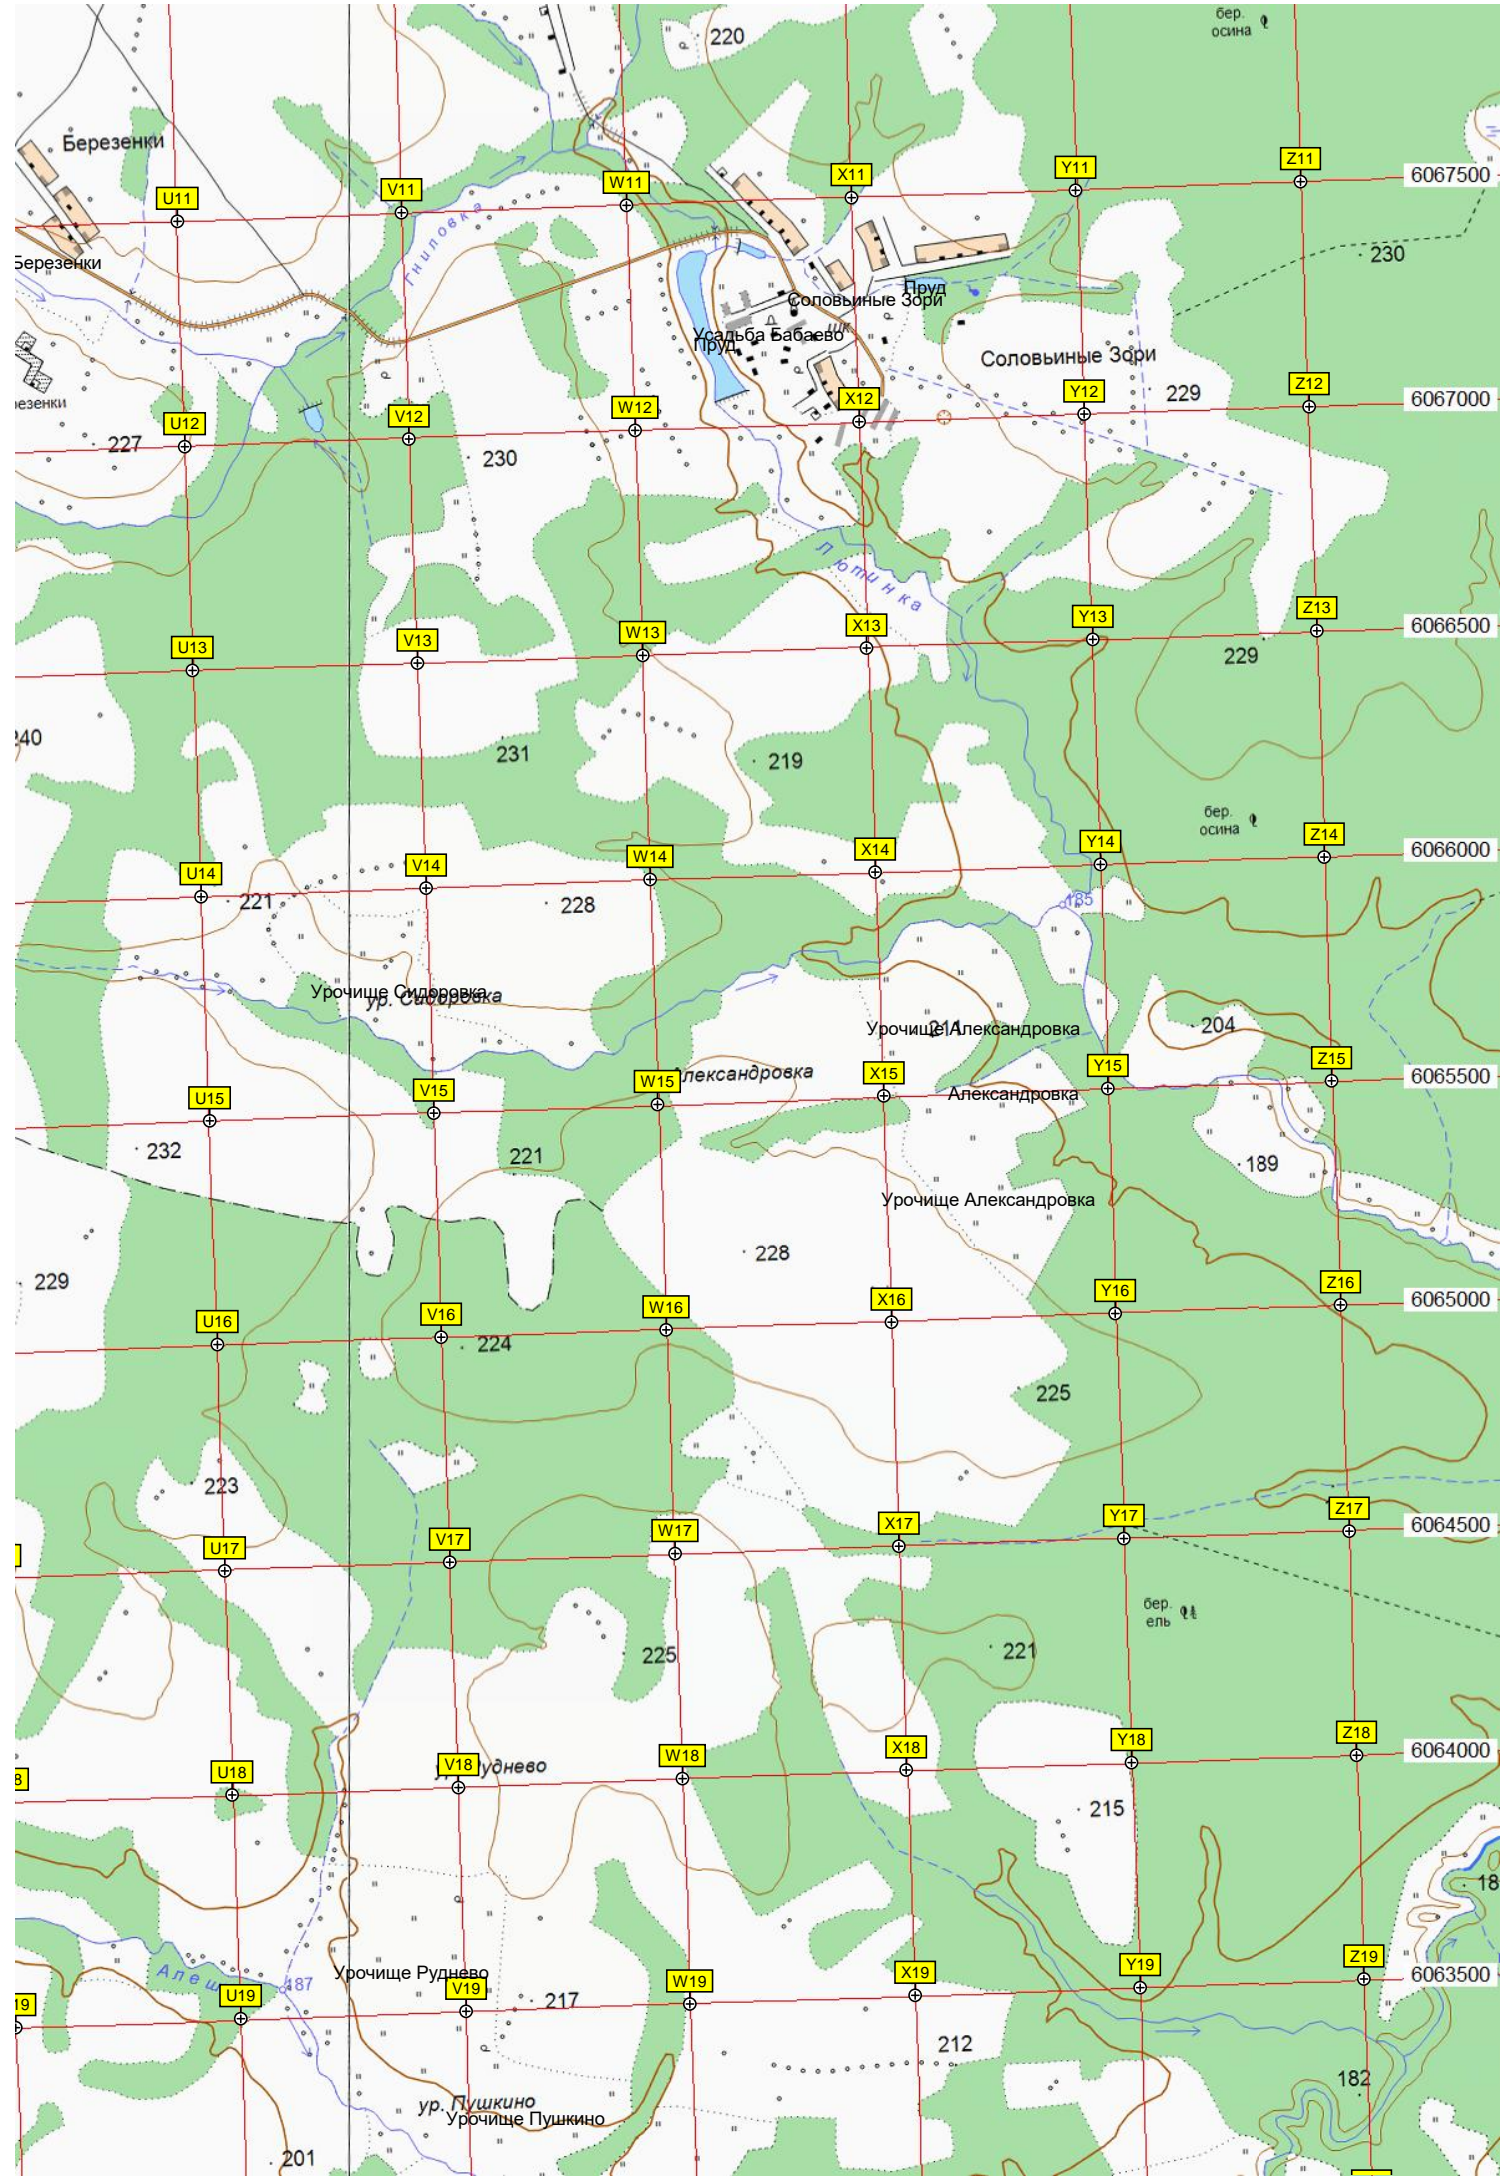 бер.
осина
220
Березенки
U11
V11
W11
X11
Y11
Z11
6067500
Гниловка
230
Березенки
Пруд
Соловьиные Зори
шк
Усадьба Бабаево
Пруд
Соловьиные Зори
229
U12
V12
W12
X12
Y12
Z12
6067000
227
230
Лютинка
U13
V13
W13
X13
Y13
Z13
6066500
229
231
219
бер.
осина
U14
V14
W14
X14
Y14
Z14
6066000
221
228
185
Урочище Сидоровка
ур. Сидоровка
211
Урочище Александровка
204
U15
V15
W15
X15
Y15
Z15
6065500
Александровка
232
221
189
Урочище Александровка
228
229
U16
V16
W16
X16
Y16
Z16
6065000
224
225
223
U17
V17
W17
X17
Y17
Z17
6064500
бер.
ель
225
221
U18
V18
W18
X18
Y18
Z18
6064000
215
Урочище Руднево
187
U19
V19
W19
X19
Y19
Z19
6063500
217
212
182
ур. Пушкино
Урочище Пушкино
201